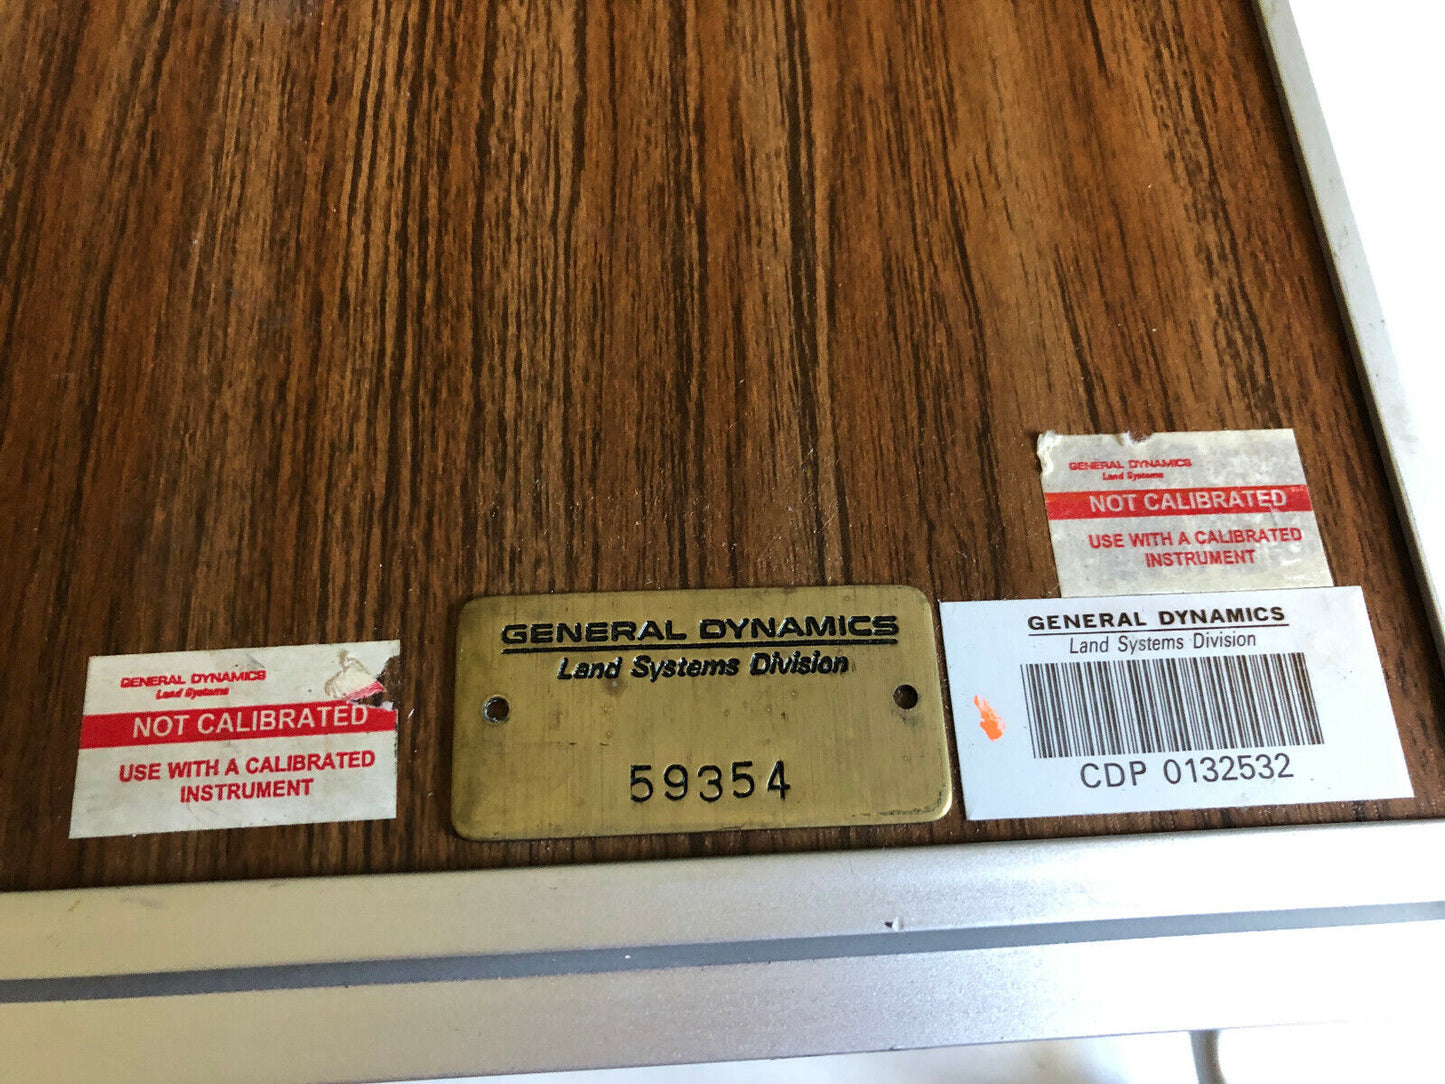 GENERAL DYNAMICS
Land Systems
NOT CALIBRATED
USE WITH A CALIBRATED
INSTRUMENT
GENERAL DYNAMICS
Land Systems Division
59354
GENERAL DYNAMICS
Land Systems
NOT CALIBRATED
USE WITH A CALIBRATED
INSTRUMENT
GENERAL DYNAMICS
Land Systems Division
CDP 0132532